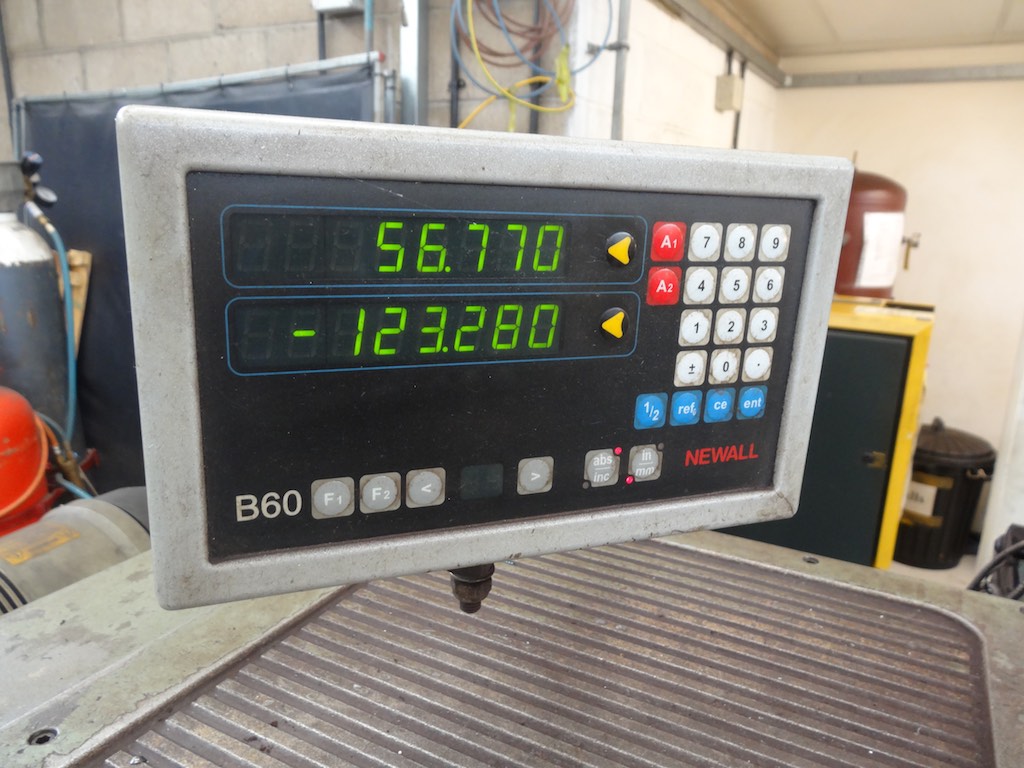 56.770
-123.280
A1 7 8 9
A2 4 5 6
1 2 3
± 0 .
1/2 ref ce ent
abs in
inc mm
NEWALL
B60 F1 F2 < >